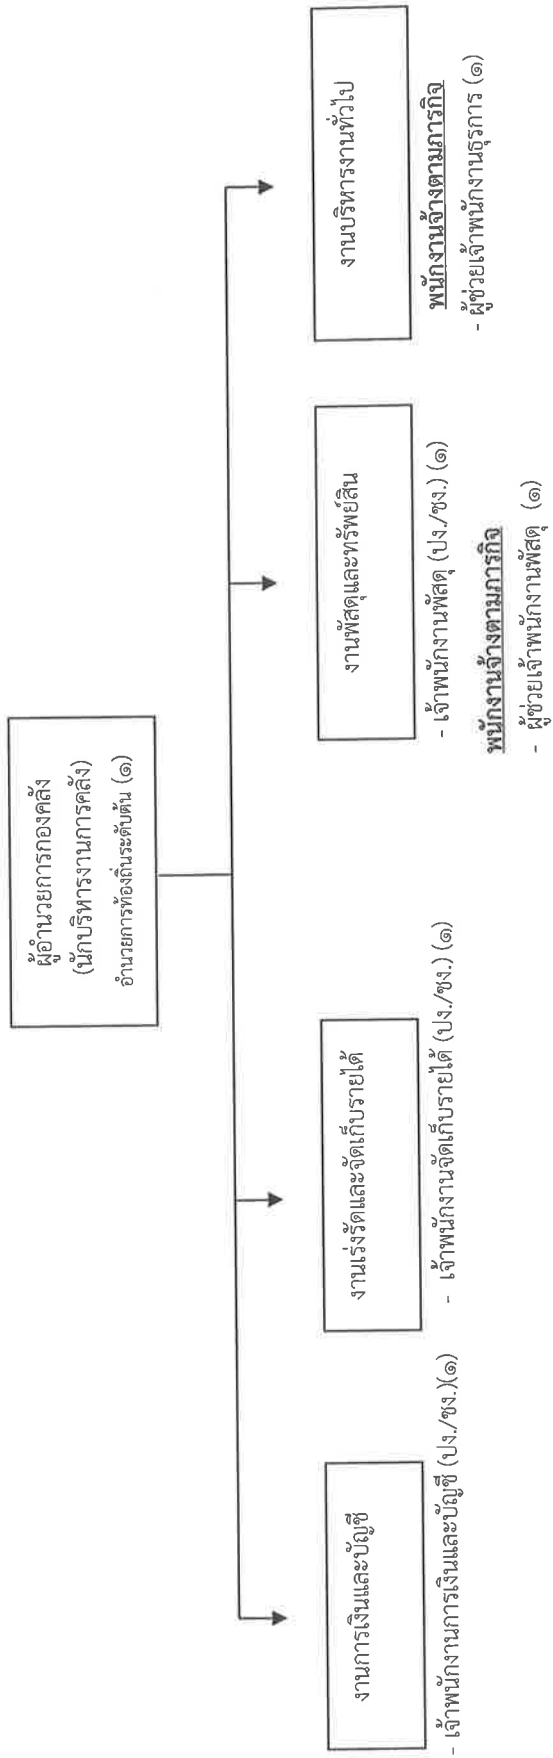 ผู้อำนวยการกองคลัง
(นักบริหารงานการคลัง)
อำนวยการท้องถิ่นระดับต้น (๑)
งานการเงินและบัญชี
- เจ้าพนักงานการเงินและบัญชี (ปง./ชง.)(๑)
งานเร่งรัดและจัดเก็บรายได้
- เจ้าพนักงานจัดเก็บรายได้ (ปง./ชง.) (๑)
งานพัสดุและทรัพย์สิน
- เจ้าพนักงานพัสดุ (ปง./ชง.) (๑)
พนักงานจ้างตามภารกิจ
- ผู้ช่วยเจ้าพนักงานพัสดุ (๑)
งานบริหารงานทั่วไป
พนักงานจ้างตามภารกิจ
- ผู้ช่วยเจ้าพนักงานธุรการ (๑)